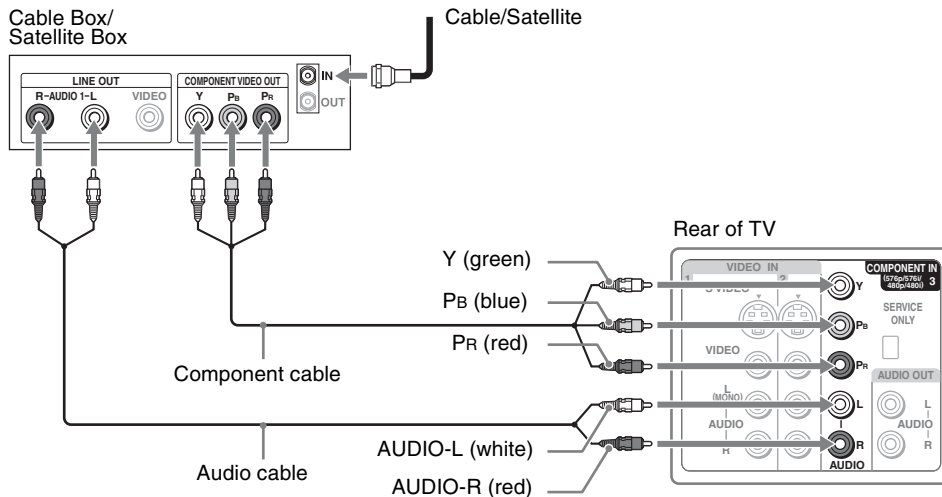 Cable Box/
Satellite Box
Cable/Satellite
LINE OUT
R-AUDIO 1-L
VIDEO
COMPONENT VIDEO OUT
Y
PB
PR
IN
OUT
Rear of TV
Y (green)
PB (blue)
PR (red)
Component cable
AUDIO-L (white)
Audio cable
AUDIO-R (red)
VIDEO IN
1
2
S VIDEO
VIDEO
L
(MONO)
AUDIO
R
COMPONENT IN
(576p/576i/
480p/480i)
3
Y
PB
PR
L
R
AUDIO
SERVICE
ONLY
AUDIO OUT
L
AUDIO
R